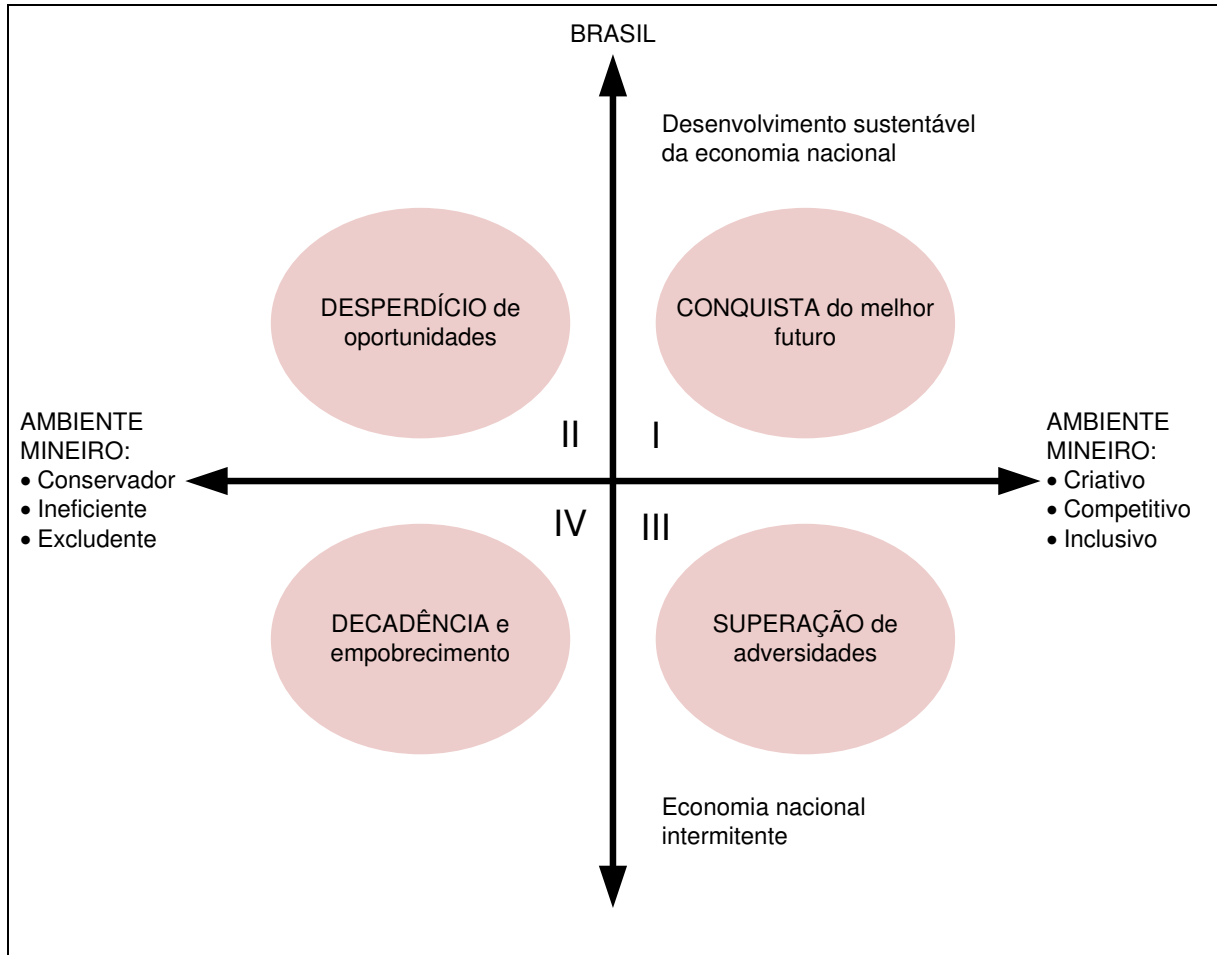 BRASIL
Desenvolvimento sustentável
da economia nacional
DESPERDÍCIO de
oportunidades
CONQUISTA do melhor
futuro
AMBIENTE
MINEIRO:
• Conservador
• Ineficiente
• Excludente
II
I
AMBIENTE
MINEIRO:
• Criativo
• Competitivo
• Inclusivo
IV
III
DECADÊNCIA e
empobrecimento
SUPERAÇÃO de
adversidades
Economia nacional
intermitente